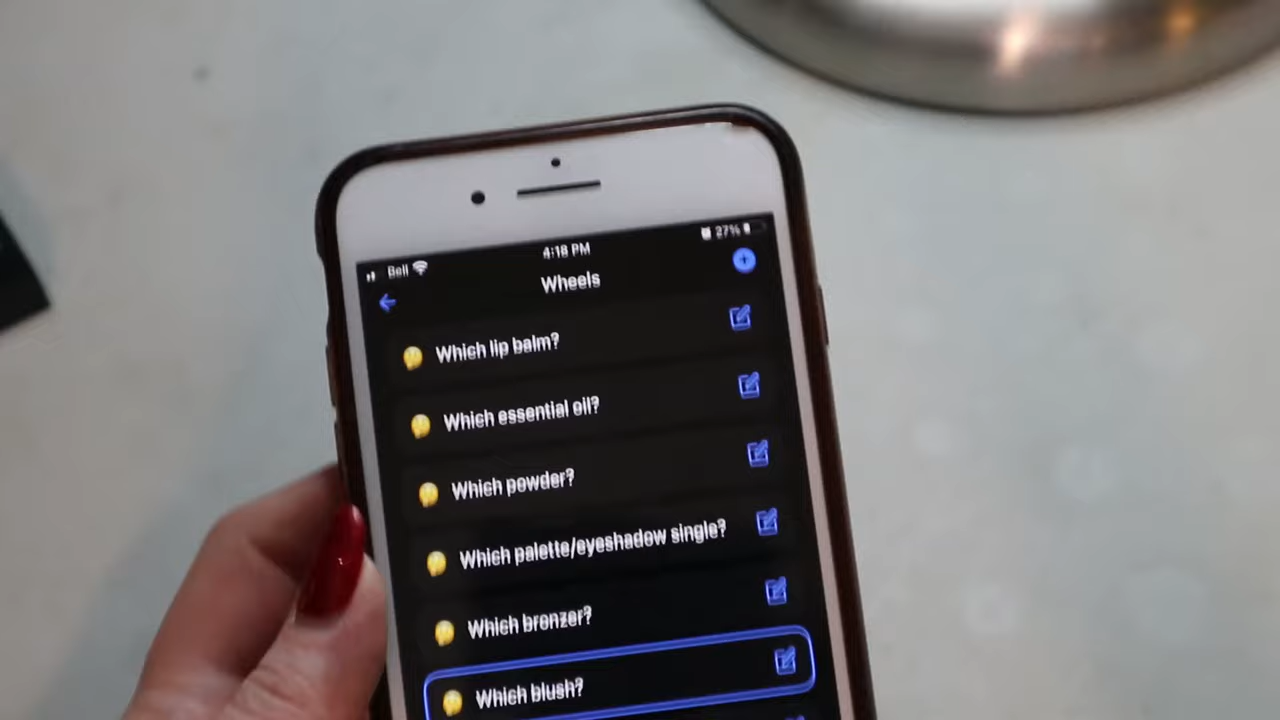 Bell 4:18 PM 27%
Wheels
Which lip balm?
Which essential oil?
Which powder?
Which palette/eyeshadow single?
Which bronzer?
Which blush?